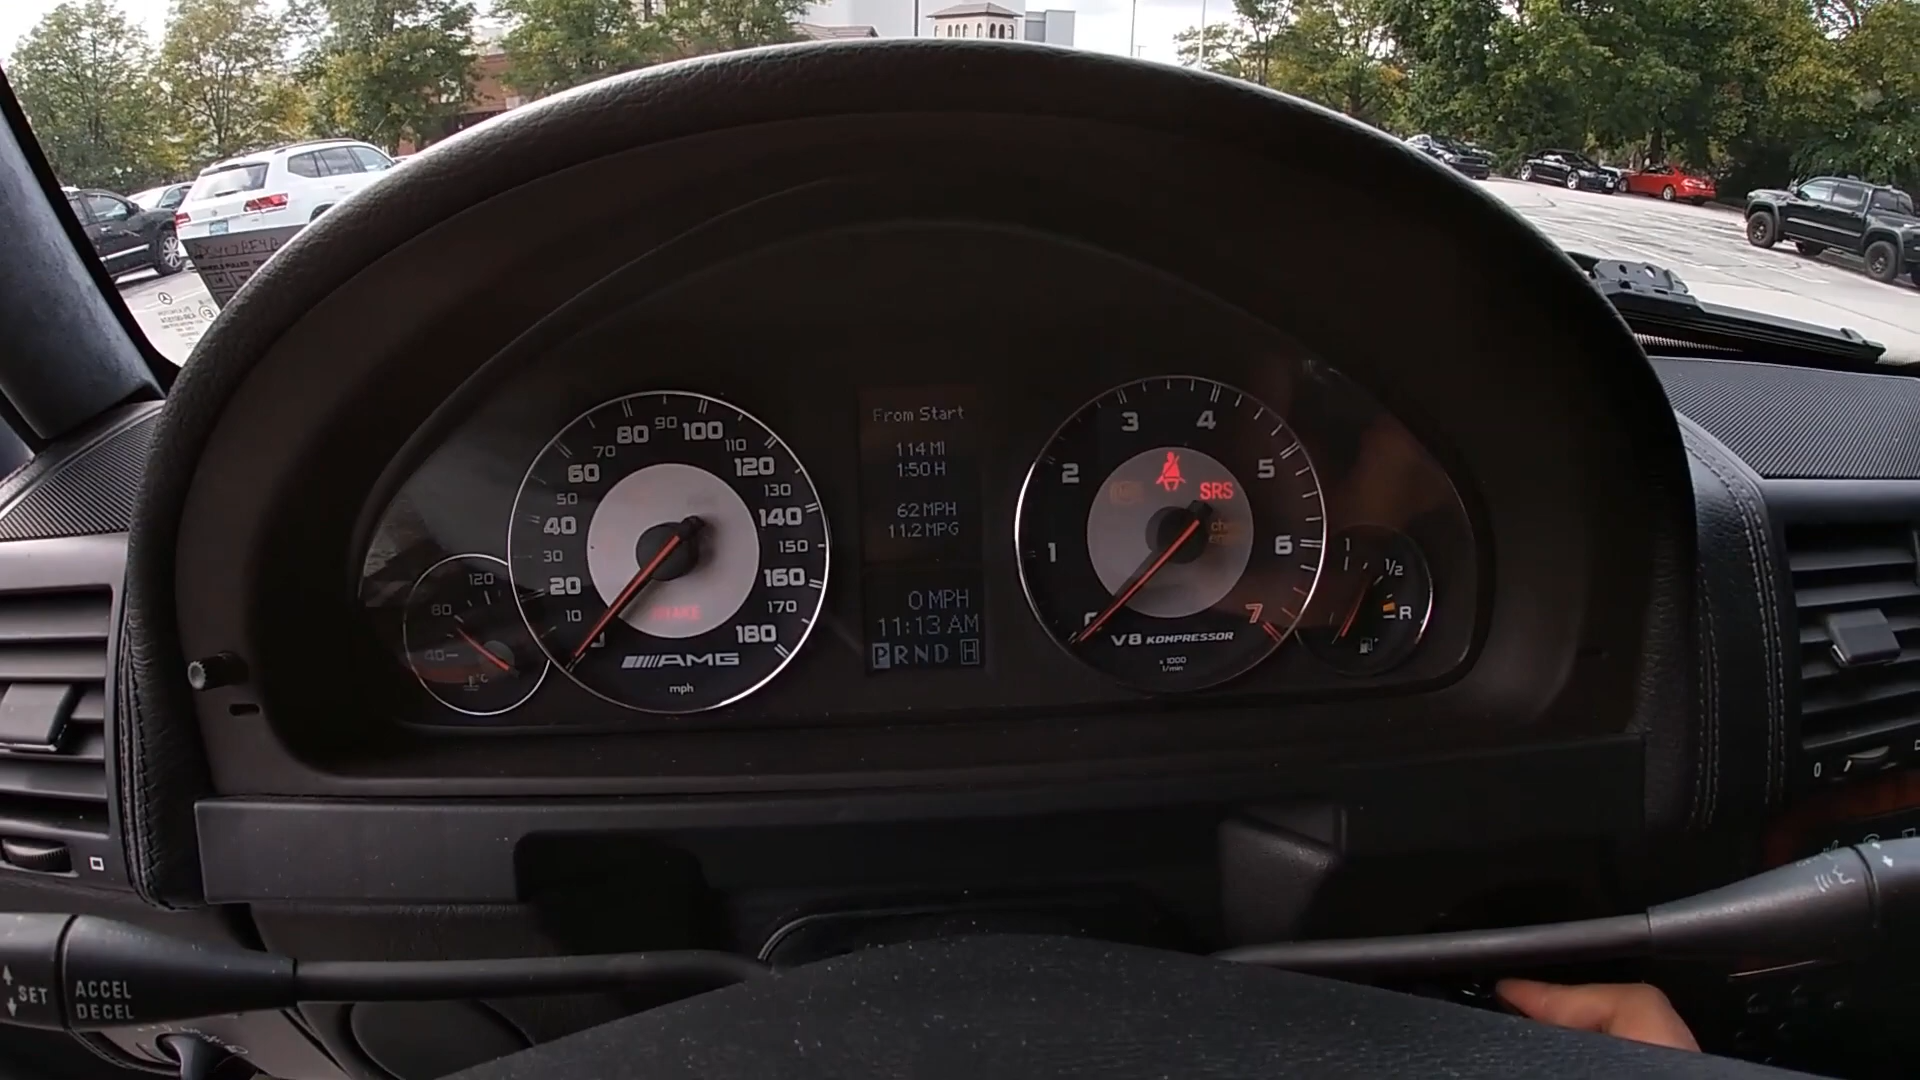 From Start
114 MI
1:50 H
62 MPH
11.2 MPG
0 MPH
11:13 AM
P R N D H
10
20
30
40
50
60
70
80
90
100
110
120
130
140
150
160
170
180
AMG
mph
BRAKE
120
80
40
°C
1
2
3
4
5
6
7
SRS
V8 KOMPRESSOR
x 1000
1/min
1
1/2
R
0
SET
ACCEL
DECEL